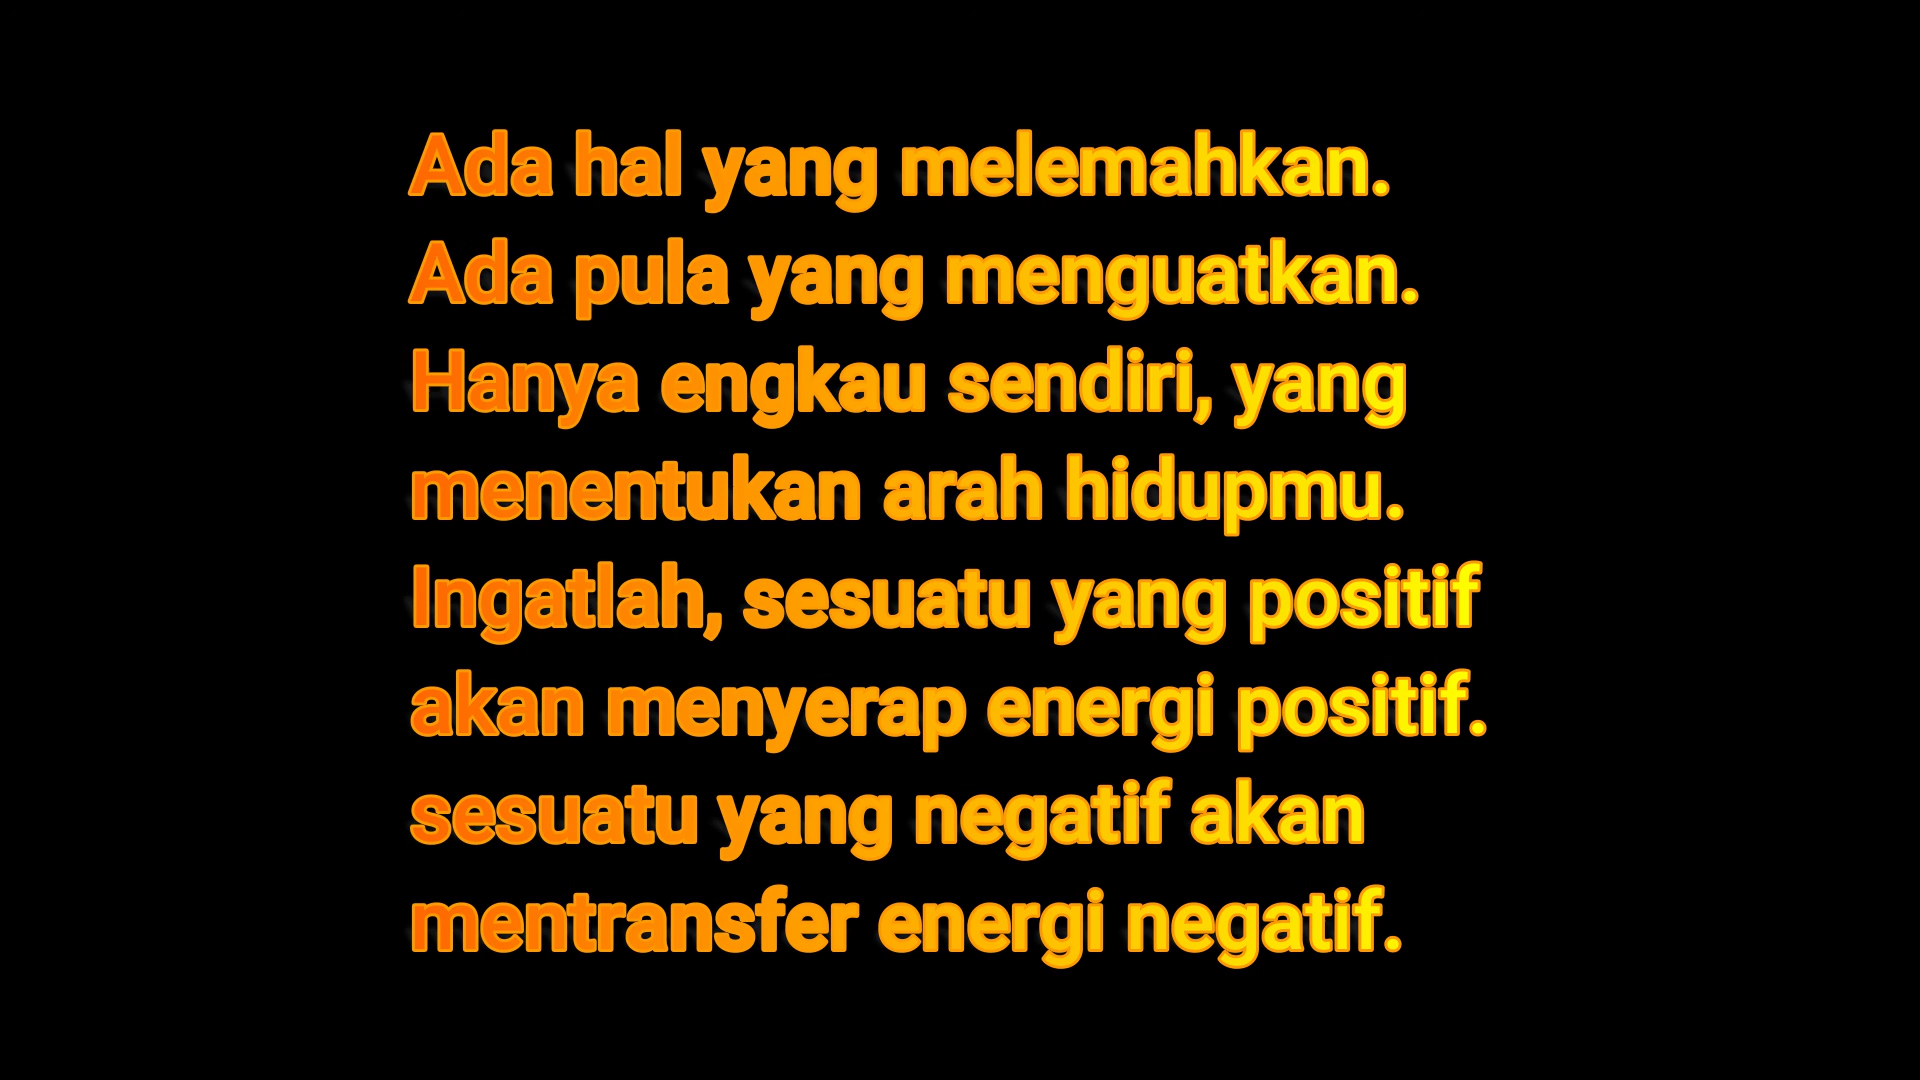 Ada hal yang melemahkan.
Ada pula yang menguatkan.
Hanya engkau sendiri, yang
menentukan arah hidupmu.
Ingatlah, sesuatu yang positif
akan menyerap energi positif.
sesuatu yang negatif akan
mentransfer energi negatif.